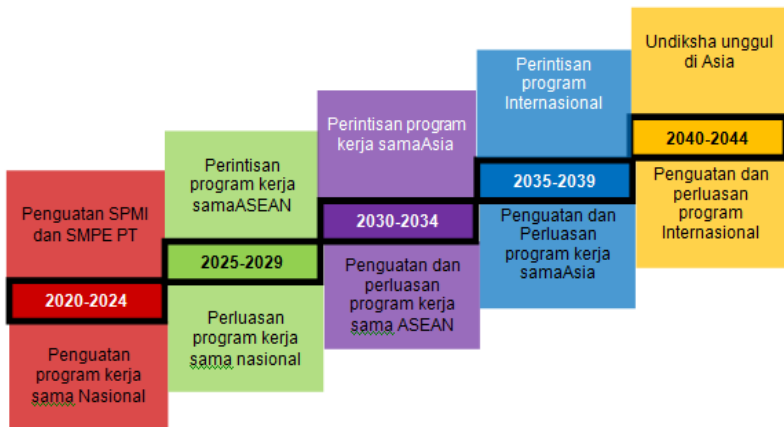 Penguatan SPMI
dan SMPE PT
2020-2024
Penguatan
program kerja
sama Nasional
Perintisan
program kerja
samaASEAN
2025-2029
Perluasan
program kerja
sama nasional
Perintisan program
kerja samaAsia
2030-2034
Penguatan dan
perluasan
program kerja
sama ASEAN
Perintisan
program
Internasional
2035-2039
Penguatan dan
Perluasan
program kerja
samaAsia
Undiksha unggul
di Asia
2040-2044
Penguatan dan
perluasan
program
Internasional